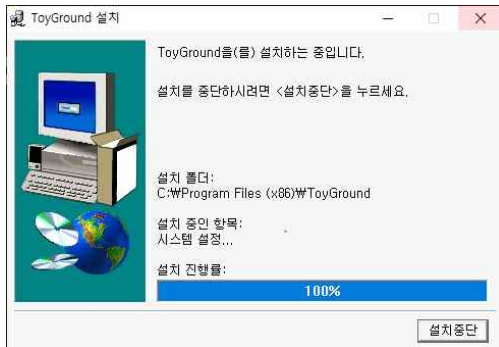 ToyGround 설치
ToyGround을(를) 설치하는 중입니다.
설치를 중단하시려면 <설치중단>을 누르세요.
설치 폴더:
C:₩Program Files (x86)₩ToyGround
설치 중인 항목:
시스템 설정...
설치 진행률:
100%
설치중단